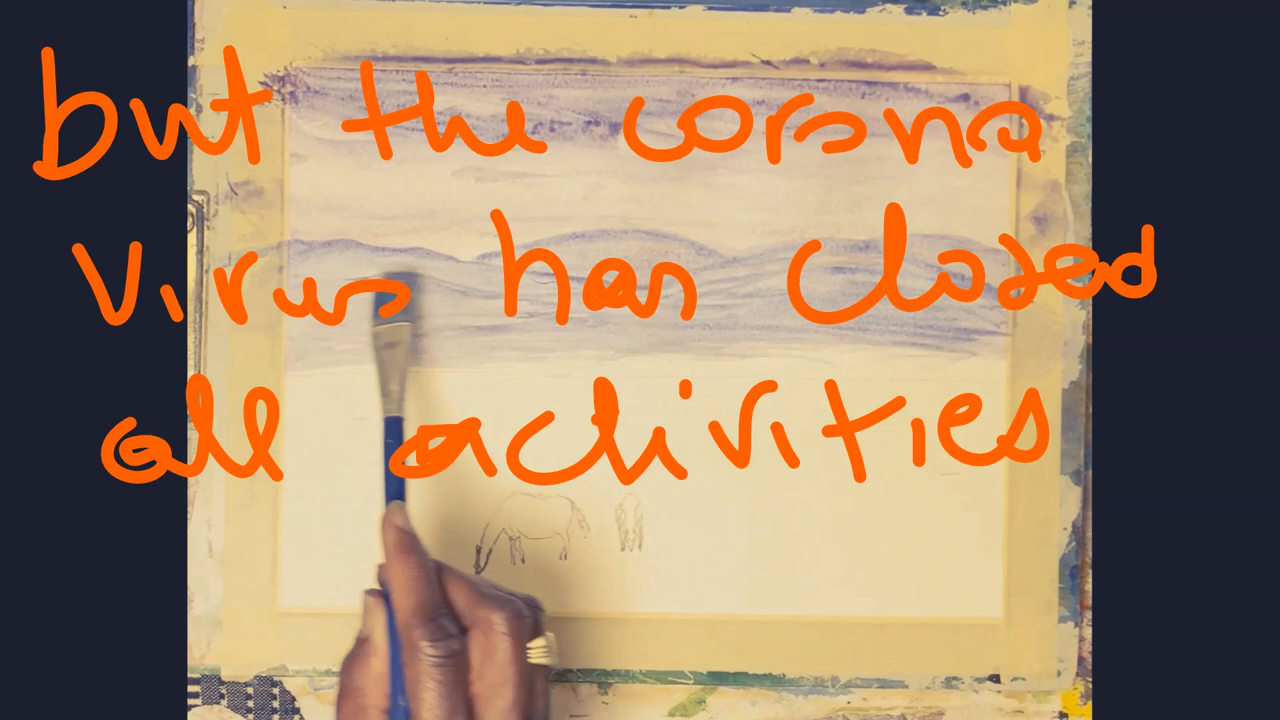 but the corona
virus has closed
all activities